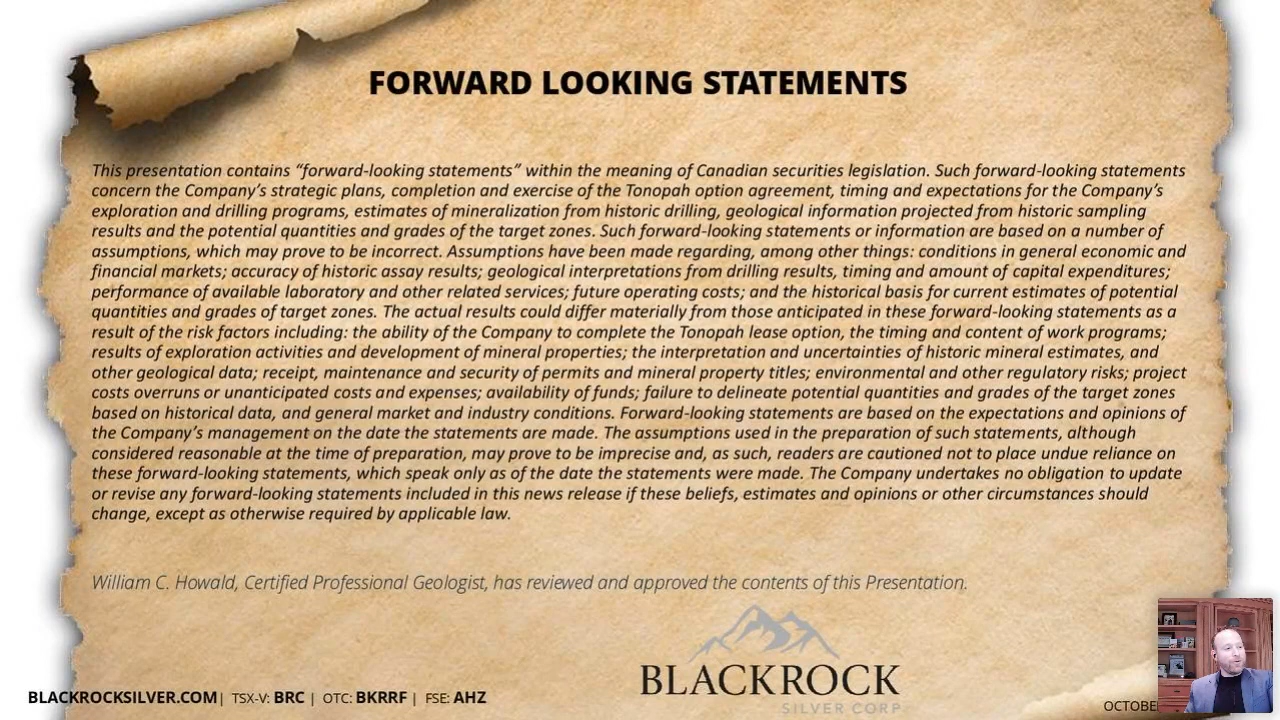 FORWARD LOOKING STATEMENTS
This presentation contains “forward-looking statements” within the meaning of Canadian securities legislation. Such forward-looking statements
concern the Company’s strategic plans, completion and exercise of the Tonopah option agreement, timing and expectations for the Company’s
exploration and drilling programs, estimates of mineralization from historic drilling, geological information projected from historic sampling
results and the potential quantities and grades of the target zones. Such forward-looking statements or information are based on a number of
assumptions, which may prove to be incorrect. Assumptions have been made regarding, among other things: conditions in general economic and
financial markets; accuracy of historic assay results; geological interpretations from drilling results, timing and amount of capital expenditures;
performance of available laboratory and other related services; future operating costs; and the historical basis for current estimates of potential
quantities and grades of target zones. The actual results could differ materially from those anticipated in these forward-looking statements as a
result of the risk factors including: the ability of the Company to complete the Tonopah lease option, the timing and content of work programs;
results of exploration activities and development of mineral properties; the interpretation and uncertainties of historic mineral estimates, and
other geological data; receipt, maintenance and security of permits and mineral property titles; environmental and other regulatory risks; project
costs overruns or unanticipated costs and expenses; availability of funds; failure to delineate potential quantities and grades of the target zones
based on historical data, and general market and industry conditions. Forward-looking statements are based on the expectations and opinions of
the Company’s management on the date the statements are made. The assumptions used in the preparation of such statements, although
considered reasonable at the time of preparation, may prove to be imprecise and, as such, readers are cautioned not to place undue reliance on
these forward-looking statements, which speak only as of the date the statements were made. The Company undertakes no obligation to update
or revise any forward-looking statements included in this news release if these beliefs, estimates and opinions or other circumstances should
change, except as otherwise required by applicable law.
William C. Howald, Certified Professional Geologist, has reviewed and approved the contents of this Presentation.
BLACKROCK
SILVER CORP
BLACKROCKSILVER.COM| TSX-V: BRC | OTC: BKRRF | FSE: AHZ
OCTOBE